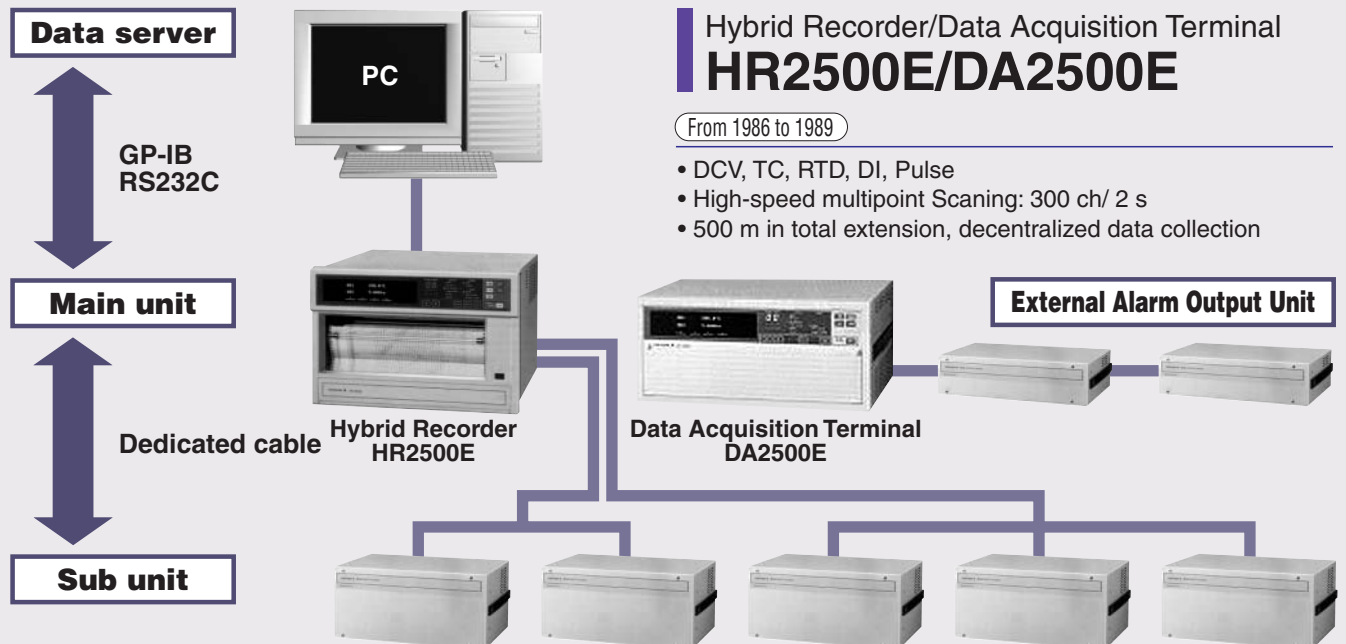 Data server
PC
GP-IB
RS232C
Hybrid Recorder/Data Acquisition Terminal
HR2500E/DA2500E
From 1986 to 1989
• DCV, TC, RTD, DI, Pulse
• High-speed multipoint Scaning: 300 ch/ 2 s
• 500 m in total extension, decentralized data collection
Main unit
External Alarm Output Unit
Dedicated cable
Hybrid Recorder
HR2500E
Data Acquisition Terminal
DA2500E
Sub unit